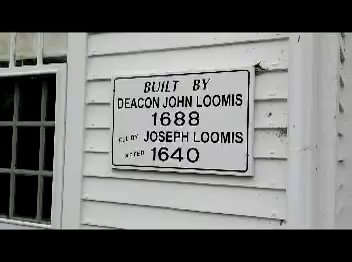 BUILT BY
DEACON JOHN LOOMIS
1688
JOSEPH LOOMIS
1640